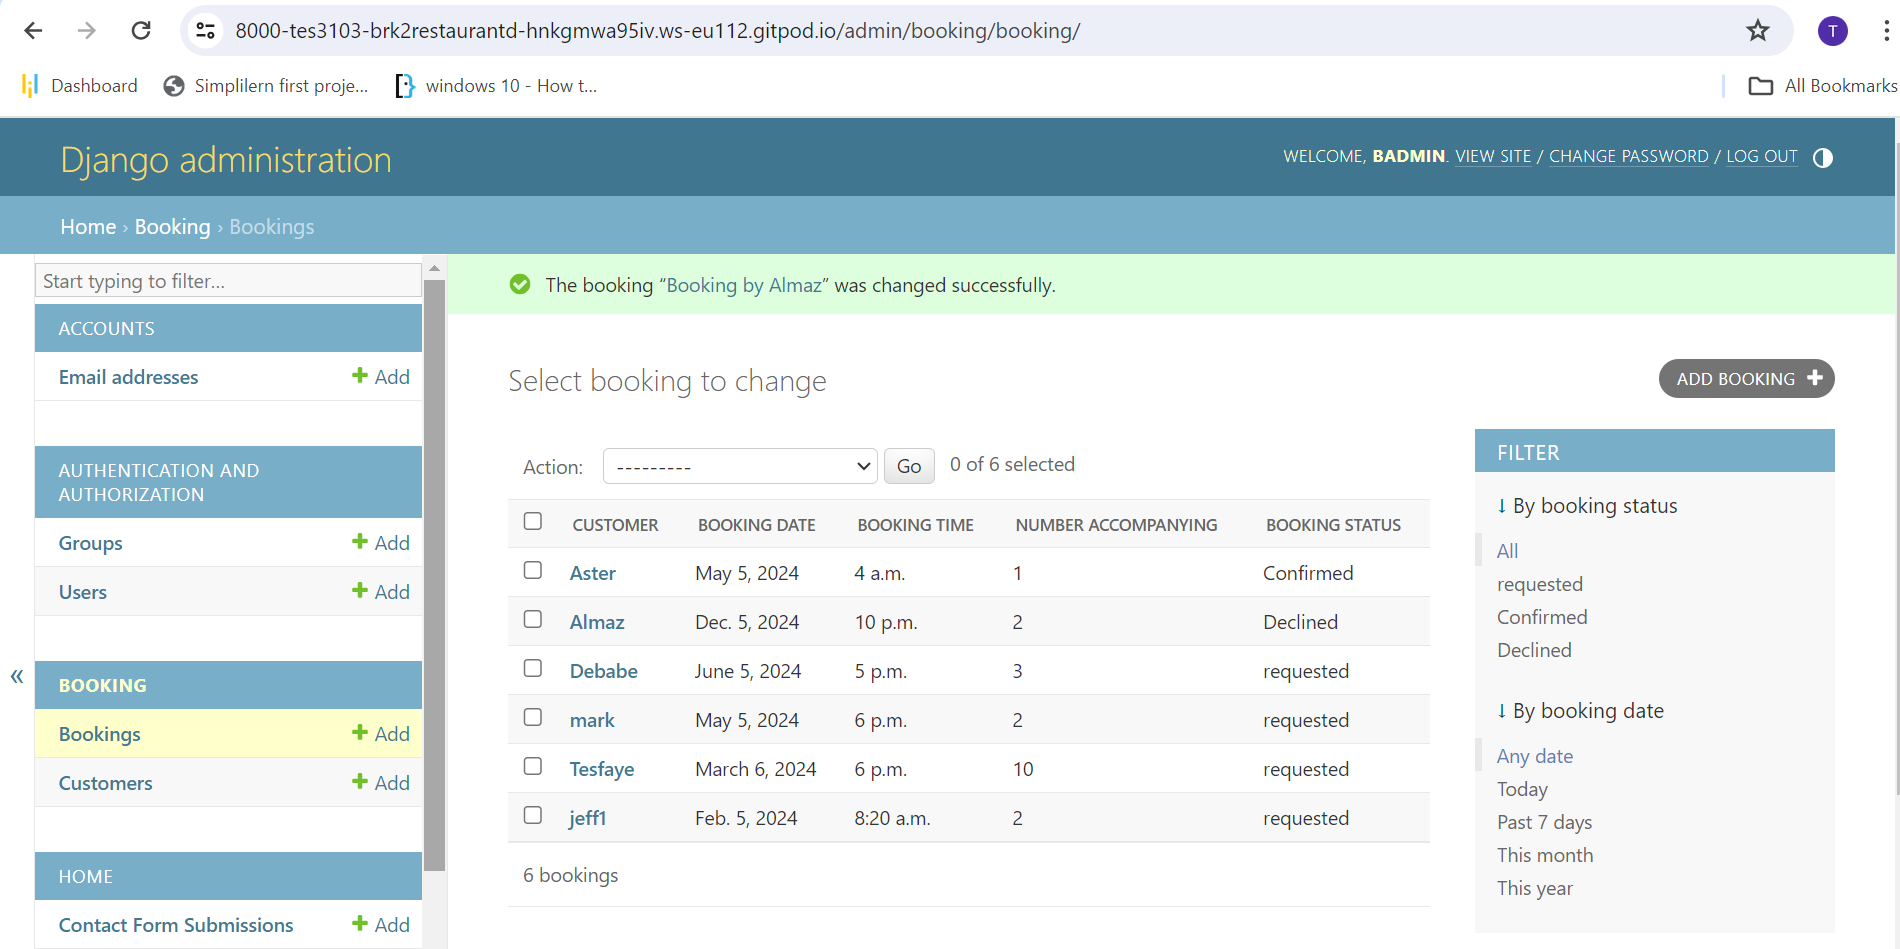 8000-tes3103-brk2restaurantd-hnkgmwa95iv.ws-eu112.gitpod.io/admin/booking/booking/
T
Dashboard
Simplilern first proje...
windows 10 - How t...
All Bookmarks
Django administration
WELCOME, BADMIN. VIEW SITE / CHANGE PASSWORD / LOG OUT
Home › Booking › Bookings
Start typing to filter...
ACCOUNTS
Email addresses + Add
AUTHENTICATION AND
AUTHORIZATION
Groups + Add
Users + Add
«
BOOKING
Bookings + Add
Customers + Add
HOME
Contact Form Submissions + Add
The booking “Booking by Almaz” was changed successfully.
Select booking to change
ADD BOOKING +
Action: --------- Go 0 of 6 selected
CUSTOMER BOOKING DATE BOOKING TIME NUMBER ACCOMPANYING BOOKING STATUS
Aster May 5, 2024 4 a.m. 1 Confirmed
Almaz Dec. 5, 2024 10 p.m. 2 Declined
Debabe June 5, 2024 5 p.m. 3 requested
mark May 5, 2024 6 p.m. 2 requested
Tesfaye March 6, 2024 6 p.m. 10 requested
jeff1 Feb. 5, 2024 8:20 a.m. 2 requested
6 bookings
FILTER
↓ By booking status
All
requested
Confirmed
Declined
↓ By booking date
Any date
Today
Past 7 days
This month
This year